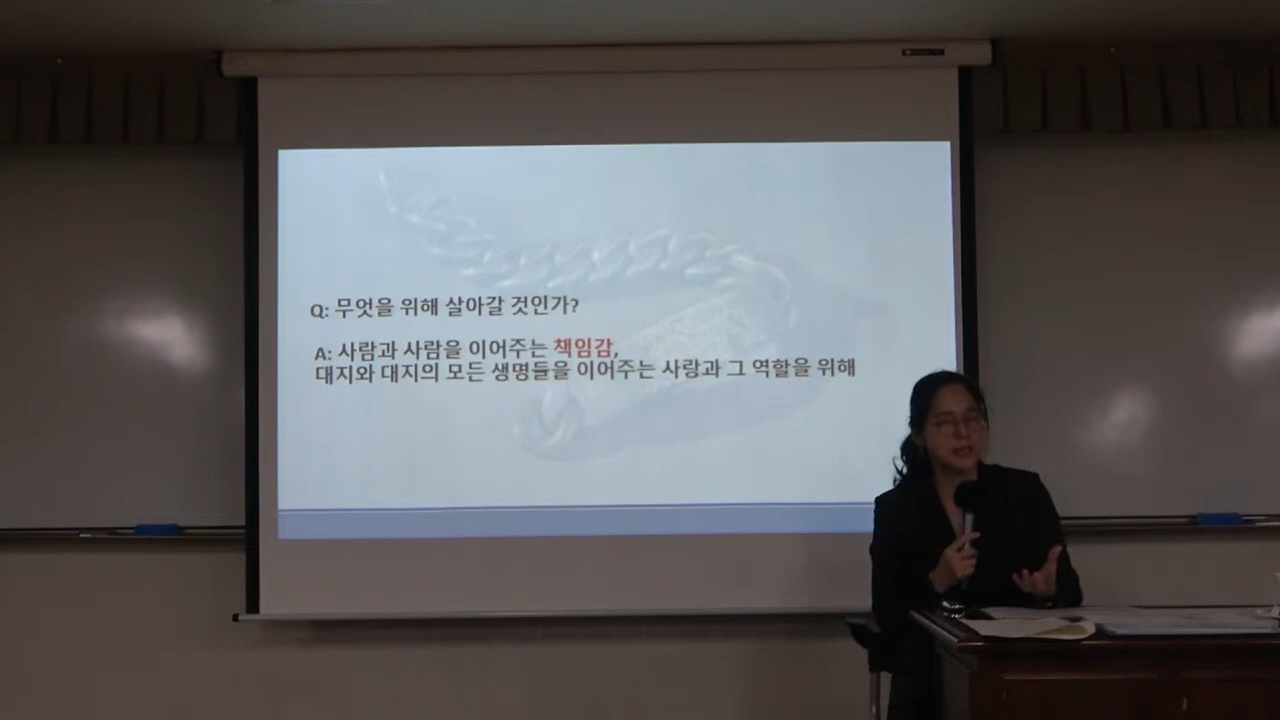 Q: 무엇을 위해 살아갈 것인가?
A: 사람과 사람을 이어주는 책임감,
대지와 대지의 모든 생명들을 이어주는 사랑과 그 역할을 위해